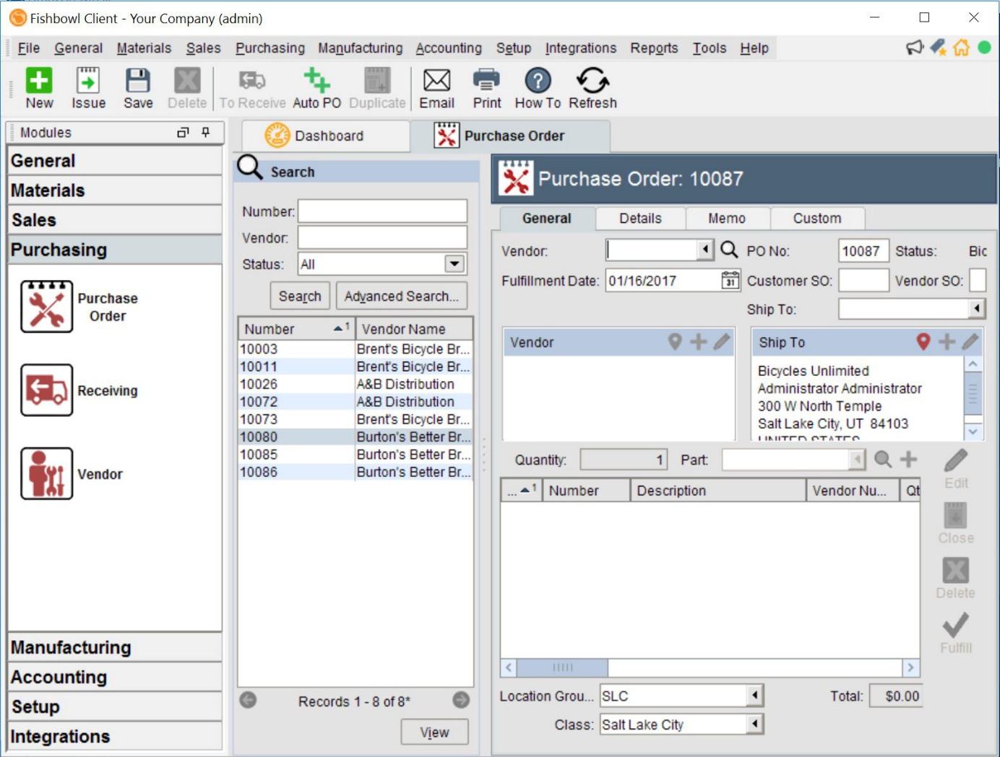 Fishbowl Client - Your Company (admin)
File General Materials Sales Purchasing Manufacturing Accounting Setup Integrations Reports Tools Help
New Issue Save Delete To Receive Auto PO Duplicate Email Print How To Refresh
Modules
General
Materials
Sales
Purchasing
Purchase
Order
Receiving
Vendor
Manufacturing
Accounting
Setup
Integrations
Dashboard
Purchase Order
Search
Number:
Vendor:
Status: All
Search Advanced Search...
Number 1 Vendor Name
10003 Brent's Bicycle Br...
10011 Brent's Bicycle Br...
10026 A&B Distribution
10072 A&B Distribution
10073 Brent's Bicycle Br...
10080 Burton's Better Br...
10085 Burton's Better Br...
10086 Burton's Better Br...
Records 1 - 8 of 8*
View
Purchase Order: 10087
General Details Memo Custom
Vendor: PO No: 10087 Status: Bic
Fulfillment Date: 01/16/2017 31 Customer SO: Vendor SO:
Ship To:
Vendor
Ship To
Bicycles Unlimited
Administrator Administrator
300 W North Temple
Salt Lake City, UT 84103
UNITED STATES
Quantity: 1 Part:
... 1 Number Description Vendor Nu... Qt
Edit
Close
Delete
Fulfill
Location Grou... SLC Total: $0.00
Class: Salt Lake City